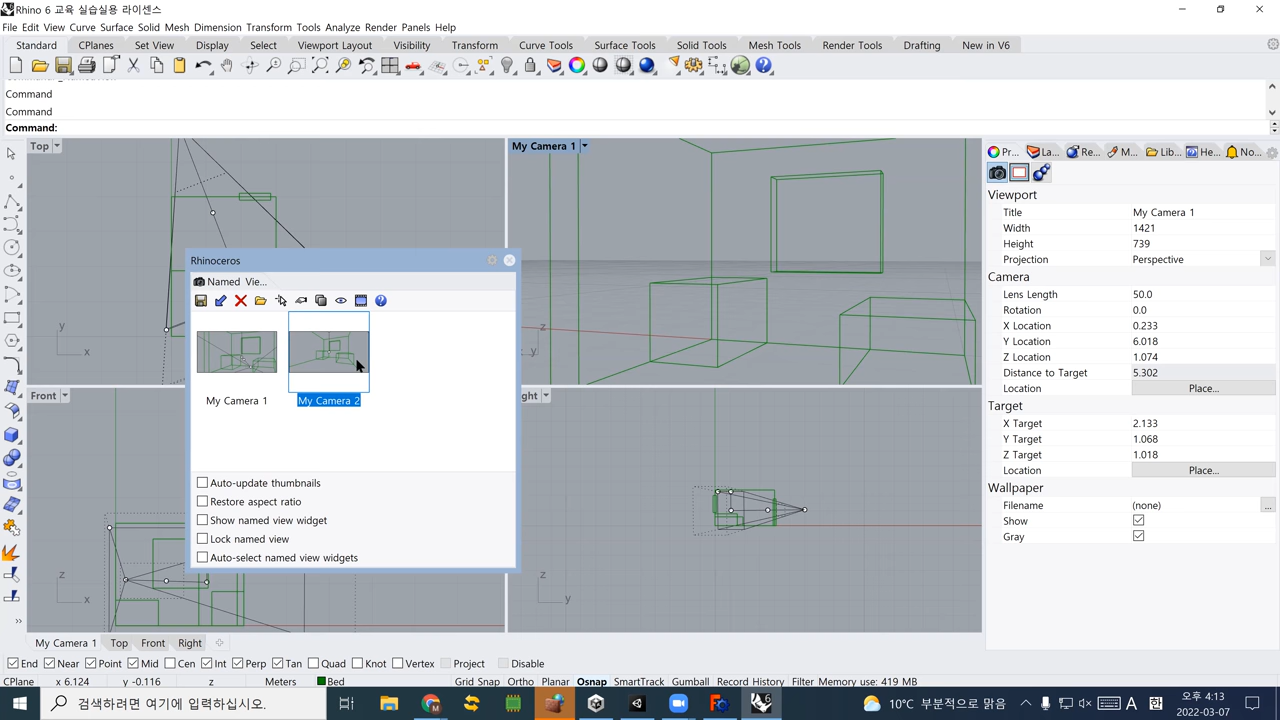 Rhino 6 교육 실습실용 라이센스
File Edit View Curve Surface Solid Mesh Dimension Transform Tools Analyze Render Panels Help
Standard CPlanes Set View Display Select Viewport Layout Visibility Transform Curve Tools Surface Tools Solid Tools Mesh Tools Render Tools Drafting New in V6
Command
Command
Command:
Top
My Camera 1
Pr... La... Re... M... Lib... He... No...
Viewport
Title My Camera 1
Width 1421
Height 739
Projection Perspective
Camera
Lens Length 50.0
Rotation 0.0
X Location 0.233
Y Location 6.018
Z Location 1.074
Distance to Target 5.302
Location Place...
Target
X Target 2.133
Y Target 1.068
Z Target 1.018
Location Place...
Wallpaper
Filename (none) ...
Show
Gray
y
x
z
y
Rhinoceros
Named Vie...
My Camera 1 My Camera 2
Auto-update thumbnails
Restore aspect ratio
Show named view widget
Lock named view
Auto-select named view widgets
Front
ght
z
x
z
y
My Camera 1 Top Front Right
End Near Point Mid Cen Int Perp Tan Quad Knot Vertex Project Disable
CPlane x 6.124 y -0.116 z Meters Bed Grid Snap Ortho Planar Osnap SmartTrack Gumball Record History Filter Memory use: 419 MB
검색하려면 여기에 입력하십시오.
10°C 부분적으로 맑음
A 한
오후 4:13
2022-03-07